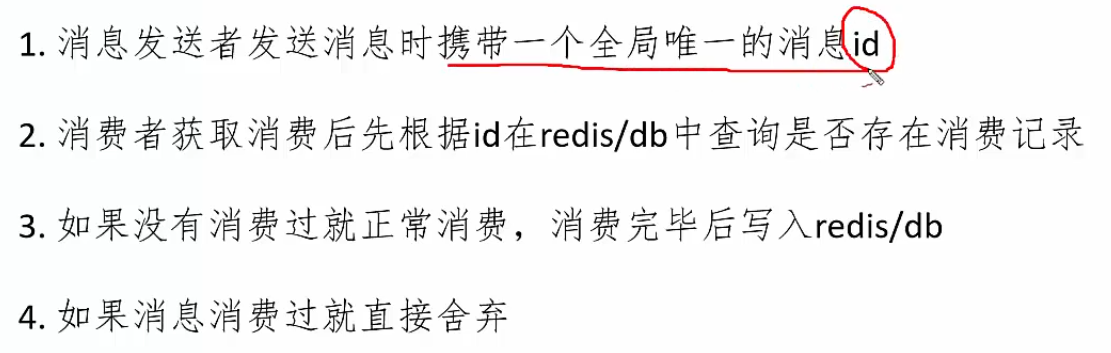 1. 消息发送者发送消息时携带一个全局唯一的消息id
2. 消费者获取消费后先根据id在redis/db中查询是否存在消费记录
3. 如果没有消费过就正常消费，消费完毕后写入redis/db
4. 如果消息消费过就直接舍弃